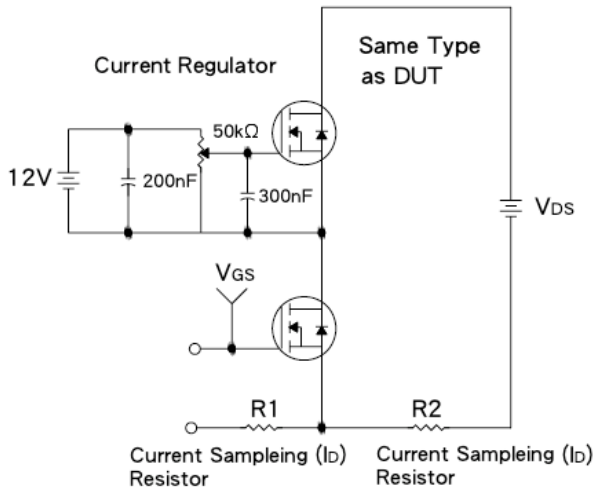 Same Type
as DUT
Current Regulator
50kΩ
12V
200nF
300nF
VDS
VGS
R1
R2
Current Sampleing (ID)
Resistor
Current Sampleing (ID)
Resistor